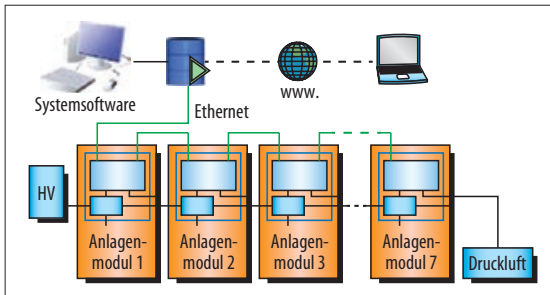 Systemsoftware
www.
Ethernet
HV
Anlagen-
modul 1
Anlagen-
modul 2
Anlagen-
modul 3
Anlagen-
modul 7
Druckluft